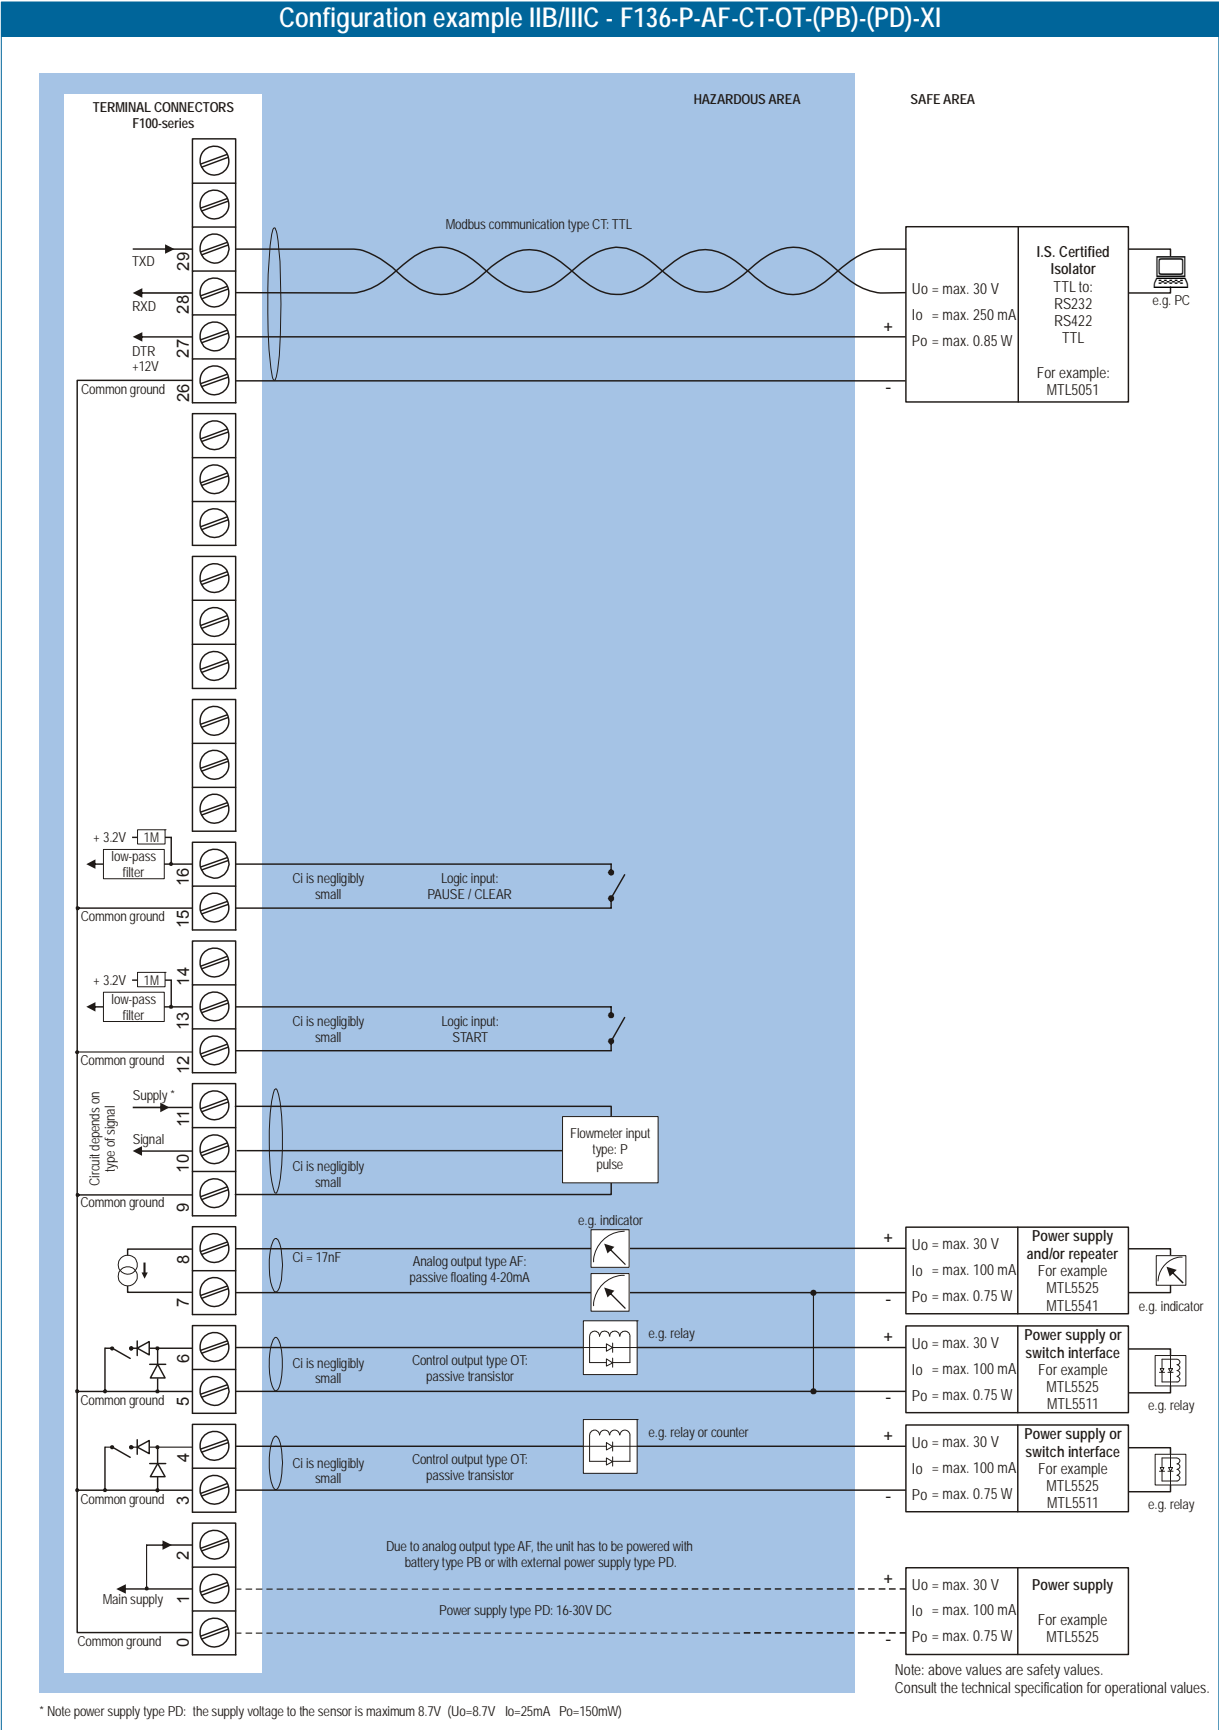 Configuration example IIB/IIIC - F136-P-AF-CT-OT-(PB)-(PD)-XI
TERMINAL CONNECTORS
F100-series
HAZARDOUS AREA
SAFE AREA
Modbus communication type CT: TTL
TXD
29
RXD
28
DTR
+12V
27
Common ground
26
+
-
Uo = max. 30 V
Io = max. 250 mA
Po = max. 0.85 W
I.S. Certified
Isolator
TTL to:
RS232
RS422
TTL
For example:
MTL5051
e.g. PC
+ 3.2V
1M
low-pass
filter
16
Common ground
15
Ci is negligibly
small
Logic input:
PAUSE / CLEAR
14
+ 3.2V
1M
low-pass
filter
13
Common ground
12
Ci is negligibly
small
Logic input:
START
Circuit depends on
type of signal
Supply *
11
Signal
10
Common ground
9
Ci is negligibly
small
Flowmeter input
type: P
pulse
8
7
Ci = 17nF
Analog output type AF:
passive floating 4-20mA
e.g. indicator
+
-
Uo = max. 30 V
Io = max. 100 mA
Po = max. 0.75 W
Power supply
and/or repeater
For example
MTL5525
MTL5541
e.g. indicator
6
Common ground
5
Ci is negligibly
small
Control output type OT:
passive transistor
e.g. relay
+
-
Uo = max. 30 V
Io = max. 100 mA
Po = max. 0.75 W
Power supply or
switch interface
For example
MTL5525
MTL5511
e.g. relay
4
Common ground
3
Ci is negligibly
small
Control output type OT:
passive transistor
e.g. relay or counter
+
-
Uo = max. 30 V
Io = max. 100 mA
Po = max. 0.75 W
Power supply or
switch interface
For example
MTL5525
MTL5511
e.g. relay
2
Main supply
1
Common ground
0
Due to analog output type AF, the unit has to be powered with
battery type PB or with external power supply type PD.
Power supply type PD: 16-30V DC
+
-
Uo = max. 30 V
Io = max. 100 mA
Po = max. 0.75 W
Power supply
For example
MTL5525
Note: above values are safety values.
Consult the technical specification for operational values.
* Note power supply type PD: the supply voltage to the sensor is maximum 8.7V (Uo=8.7V Io=25mA Po=150mW)